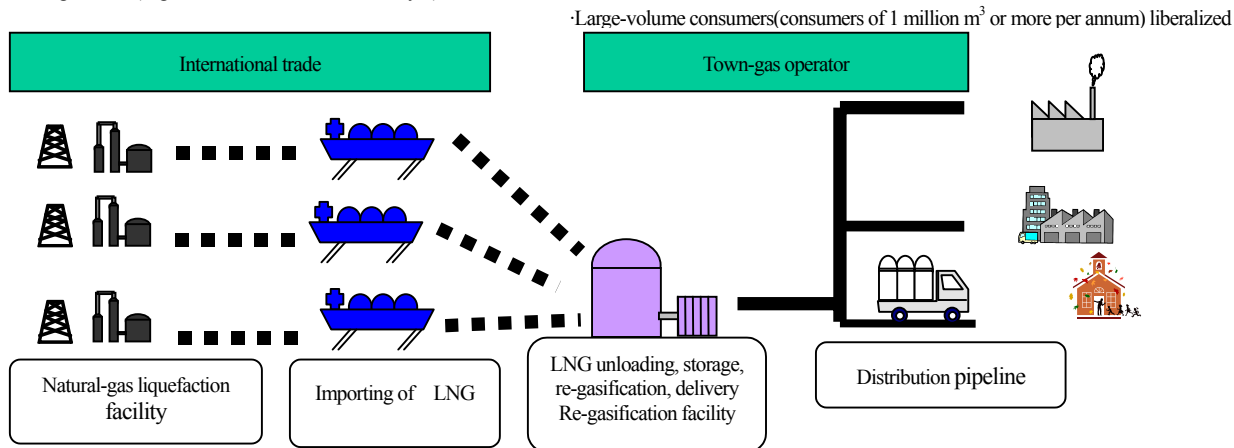 ·Large-volume consumers(consumers of 1 million m³ or more per annum) liberalized
International trade
Town-gas operator
Natural-gas liquefaction
facility
Importing of LNG
LNG unloading, storage,
re-gasification, delivery
Re-gasification facility
Distribution pipeline